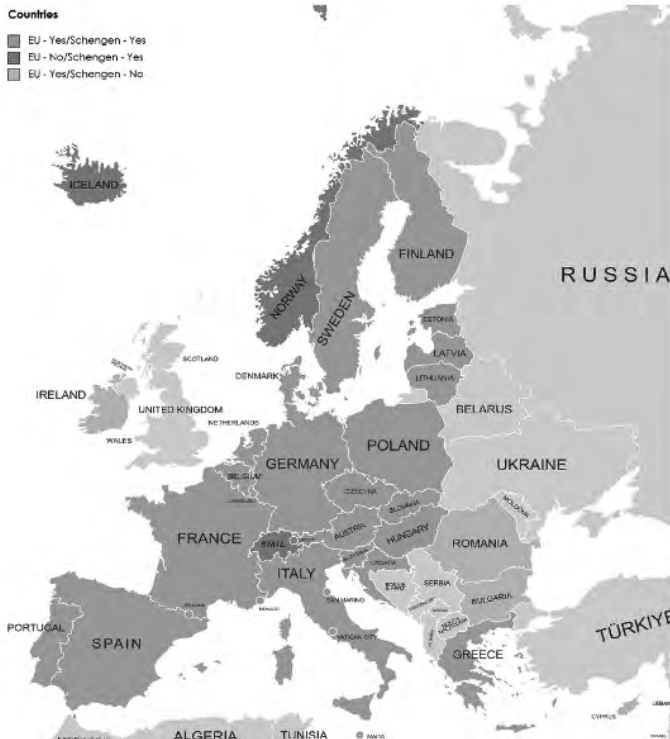 Countries
EU - Yes/Schengen - Yes
EU - No/Schengen - Yes
EU - Yes/Schengen - No
ICELAND
FINLAND
RUSSIA
NORWAY
SWEDEN
ESTONIA
LATVIA
LITHUANIA
SCOTLAND
DENMARK
IRELAND
UNITED KINGDOM
NETHERLANDS
WALES
BELARUS
POLAND
GERMANY
BELGIUM
UKRAINE
CZECHIA
SLOVAKIA
MOLDOVA
FRANCE
SWITZ.
AUSTRIA
HUNGARY
ROMANIA
CROATIA
ITALY
SERBIA
BULGARIA
MONACO
SAN MARINO
PORTUGAL
SPAIN
VATICAN CITY
GREECE
TÜRKIYE
CYPRUS
ALGERIA
TUNISIA
MALTA